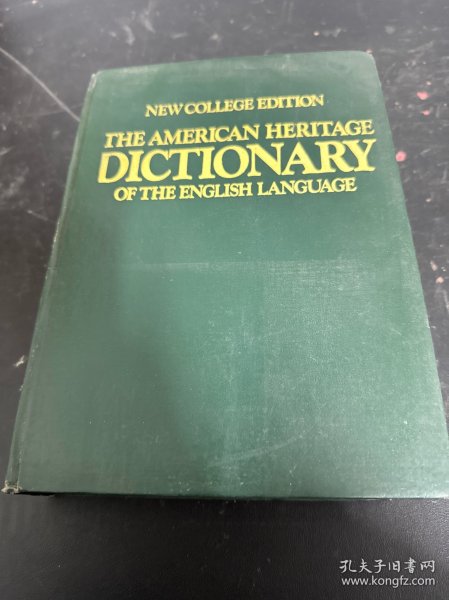 NEW COLLEGE EDITION
THE AMERICAN HERITAGE
DICTIONARY
OF THE ENGLISH LANGUAGE
孔夫子旧书网
www.kongfz.com